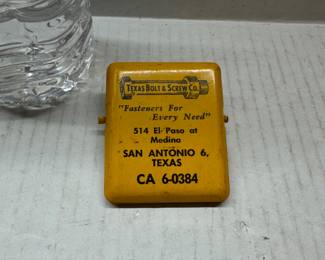 TEXAS BOLT & SCREW CO.
"Fasteners For
Every Need"
514 El Paso at
Medina
SAN ANTONIO 6,
TEXAS
CA 6-0384